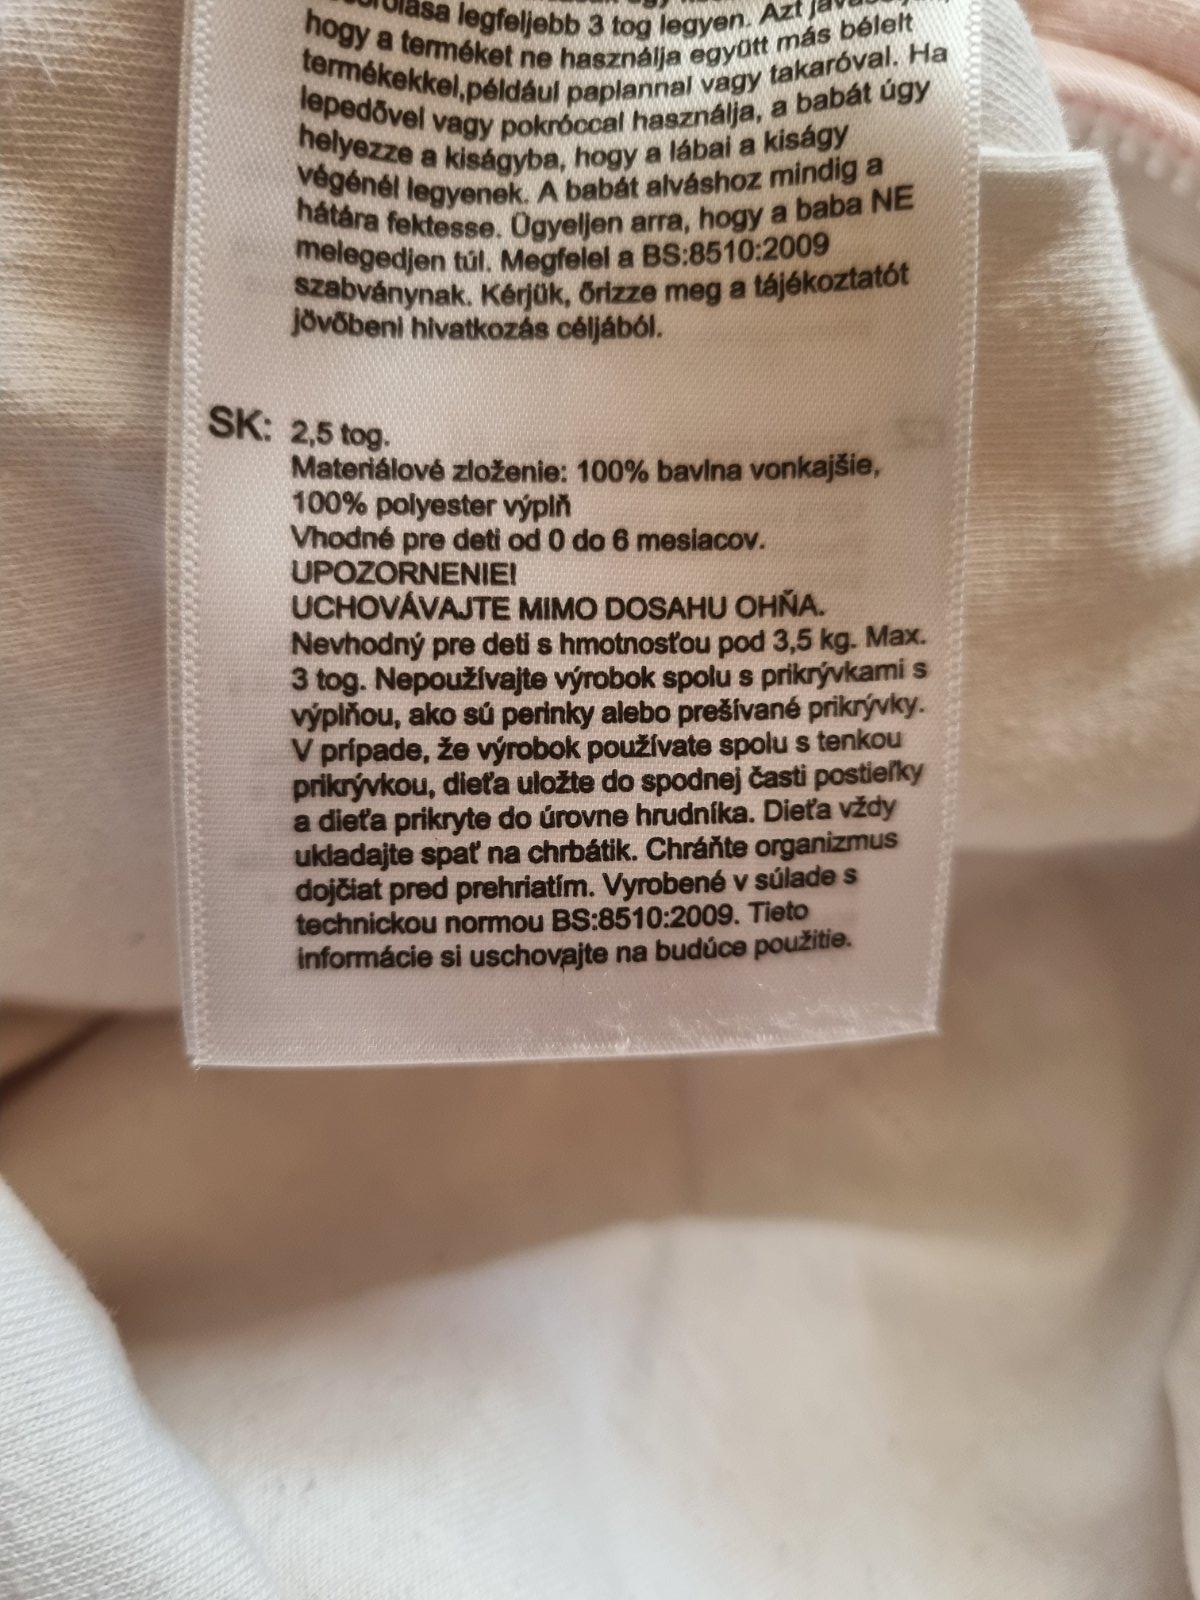 legfeljebb 3 tog legyen. Azt
hogy a terméket ne használja együtt más bélelt
termékekkel,például paplannal vagy takaróval. Ha
lepedővel vagy pokróccal használja, a babát úgy
helyezze a kiságyba, hogy a lábai a kiságy
végénél legyenek. A babát alváshoz mindig a
hátára fektesse. Ügyeljen arra, hogy a baba NE
melegedjen túl. Megfelel a BS:8510:2009
szabványnak. Kérjük, őrizze meg a tájékoztatót
jövőbeni hivatkozás céljából.
SK: 2,5 tog.
Materiálové zloženie: 100% bavlna vonkajšie,
100% polyester výplň
Vhodné pre deti od 0 do 6 mesiacov.
UPOZORNENIE!
UCHOVÁVAJTE MIMO DOSAHU OHŇA.
Nevhodný pre deti s hmotnosťou pod 3,5 kg. Max.
3 tog. Nepoužívajte výrobok spolu s prikrývkami s
výplňou, ako sú perinky alebo prešívané prikrývky.
V prípade, že výrobok používate spolu s tenkou
prikrývkou, dieťa uložte do spodnej časti postieľky
a dieťa prikryte do úrovne hrudníka. Dieťa vždy
ukladajte spať na chrbátik. Chráňte organizmus
dojčiat pred prehriatím. Vyrobené v súlade s
technickou normou BS:8510:2009. Tieto
informácie si uschovajte na budúce použitie.